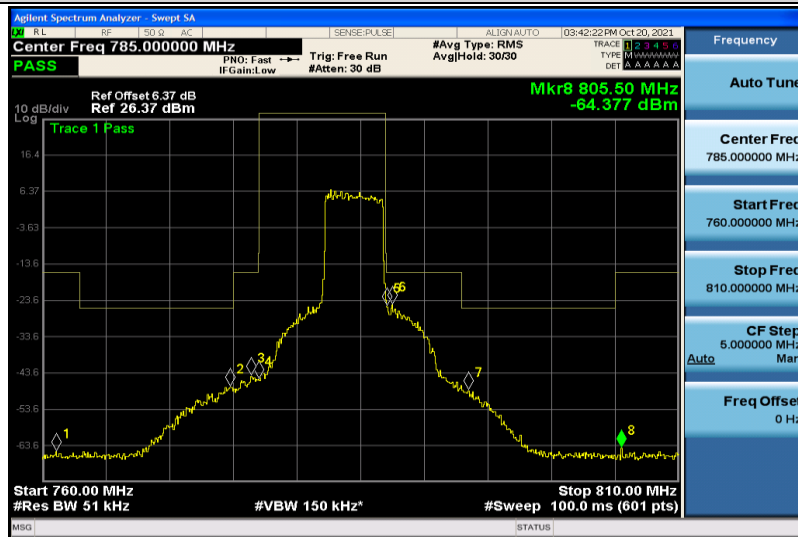 Agilent Spectrum Analyzer - Swept SA
RL RF 50 Ω AC SENSE:PULSE ALIGN AUTO 03:42:22 PM Oct 20, 2021
Center Freq 785.000000 MHz
PASS
PNO: Fast
IFGain:Low
Trig: Free Run
#Atten: 30 dB
#Avg Type: RMS
Avg|Hold: 30/30
TRACE 1 2 3 4 5 6
TYPE M WWWWW
DET A A A A A A
Ref Offset 6.37 dB
10 dB/div Ref 26.37 dBm
Log
Mkr8 805.50 MHz
-64.377 dBm
Trace 1 Pass
16.4
6.37
-3.63
-13.6
-23.6
-33.6
-43.6
-53.6
-63.6
1
2
3
4
5
6
7
8
Start 760.00 MHz Stop 810.00 MHz
#Res BW 51 kHz #VBW 150 kHz* #Sweep 100.0 ms (601 pts)
MSG STATUS
Frequency
Auto Tune
Center Freq
785.000000 MHz
Start Freq
760.000000 MHz
Stop Freq
810.000000 MHz
CF Step
5.000000 MHz
Auto Man
Freq Offset
0 Hz